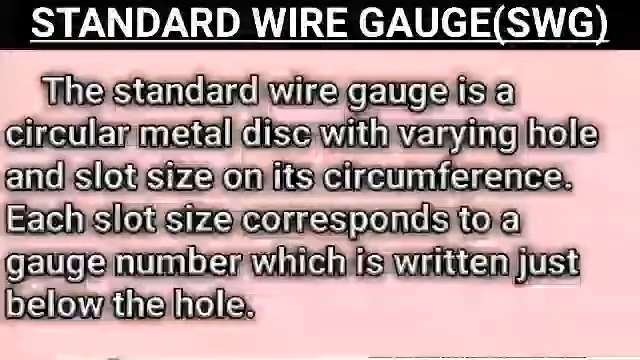 STANDARD WIRE GAUGE(SWG)
The standard wire gauge is a
circular metal disc with varying hole
and slot size on its circumference.
Each slot size corresponds to a
gauge number which is written just
below the hole.